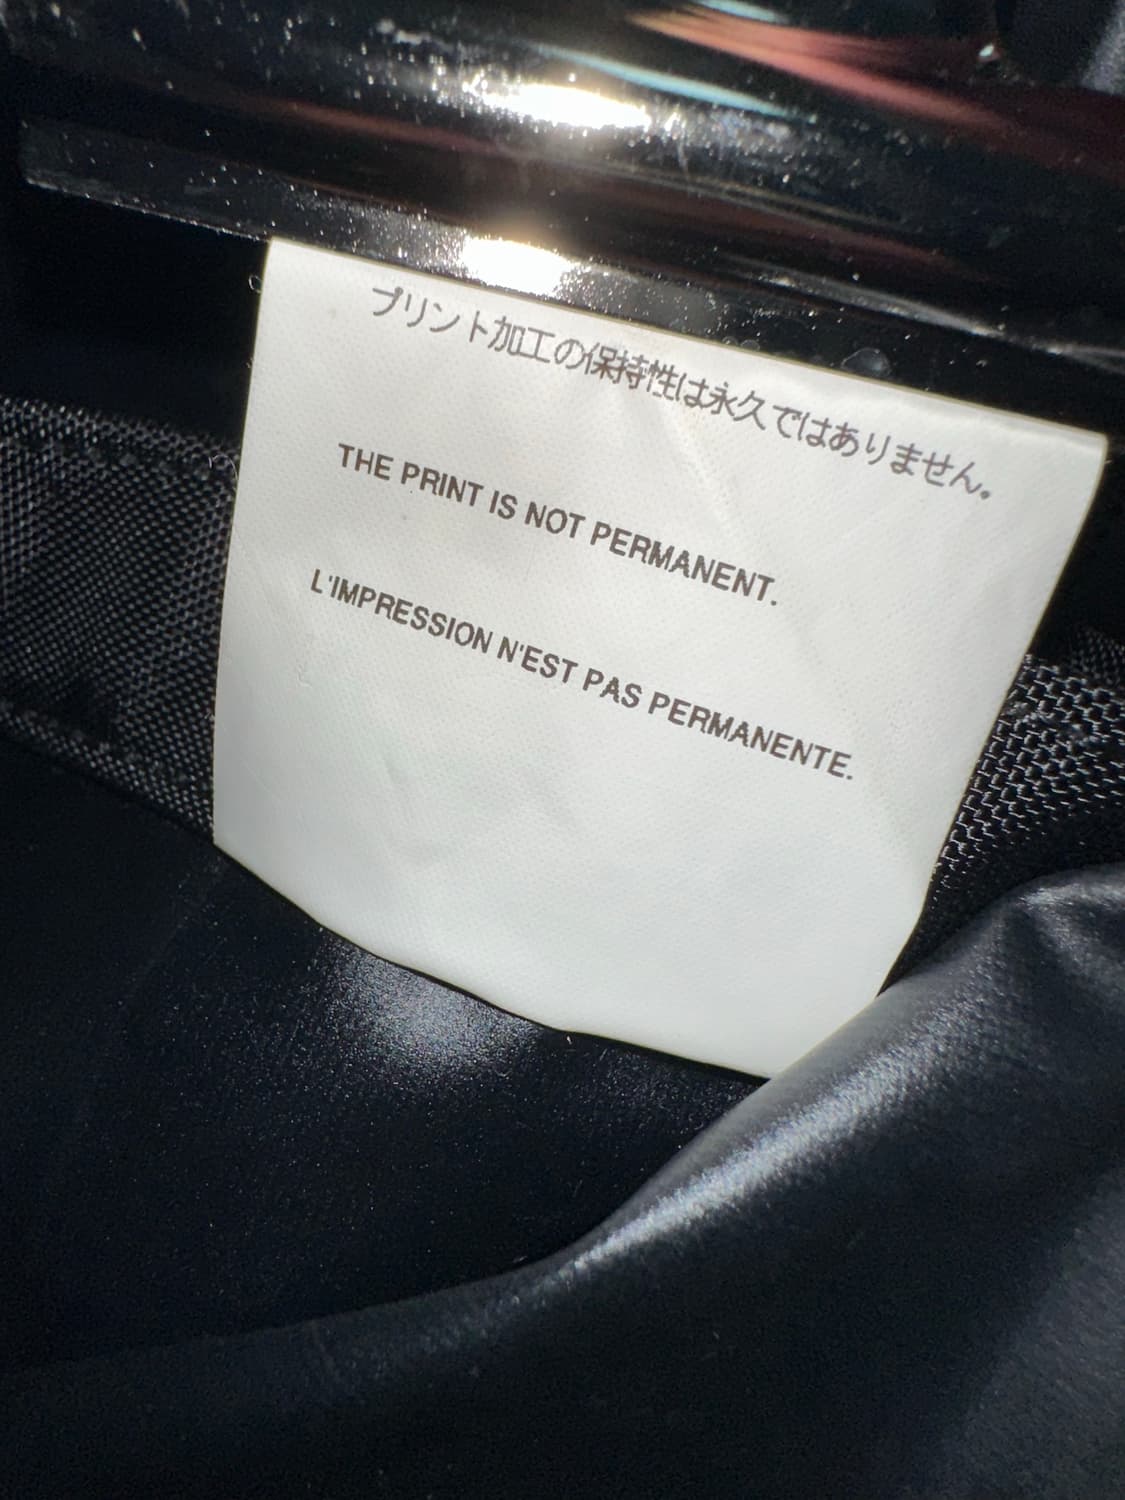 プリント加工の保持性は永久ではありません。
THE PRINT IS NOT PERMANENT.
L'IMPRESSION N'EST PAS PERMANENTE.